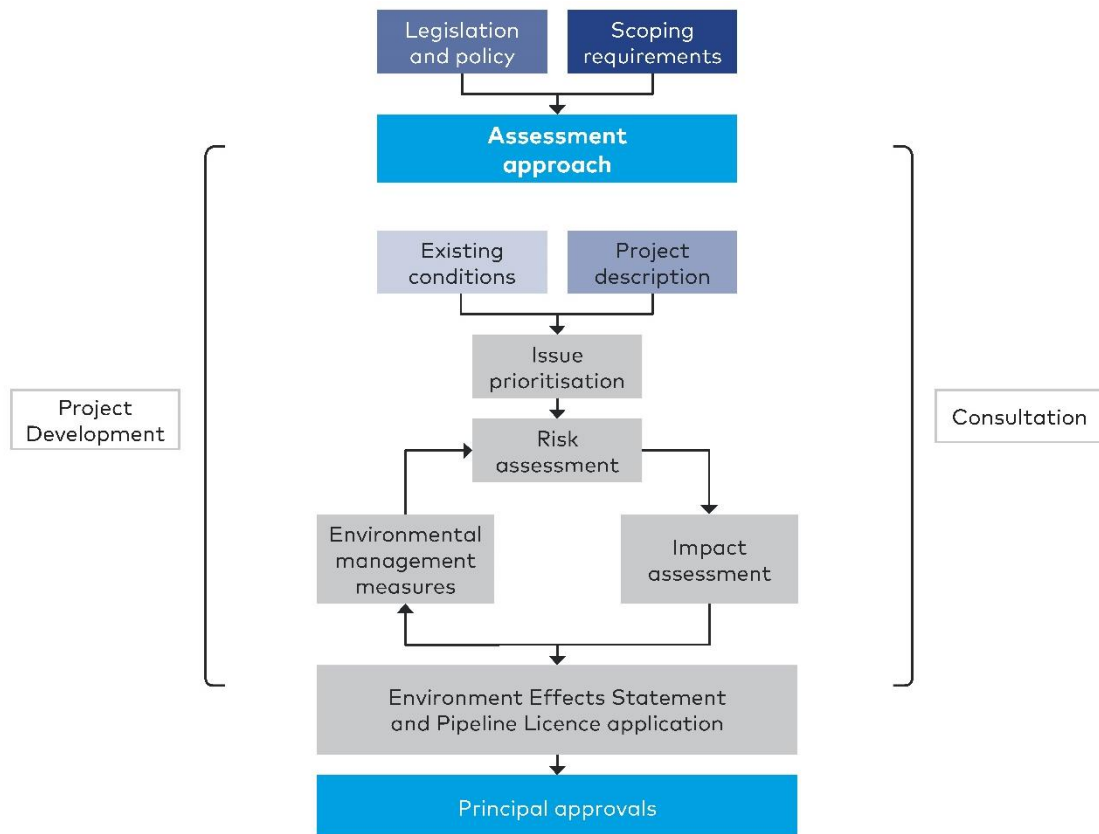 Legislation
and policy
Scoping
requirements
Assessment
approach
Existing
conditions
Project
description
Issue
prioritisation
Project
Development
Consultation
Risk
assessment
Environmental
management
measures
Impact
assessment
Environment Effects Statement
and Pipeline Licence application
Principal approvals